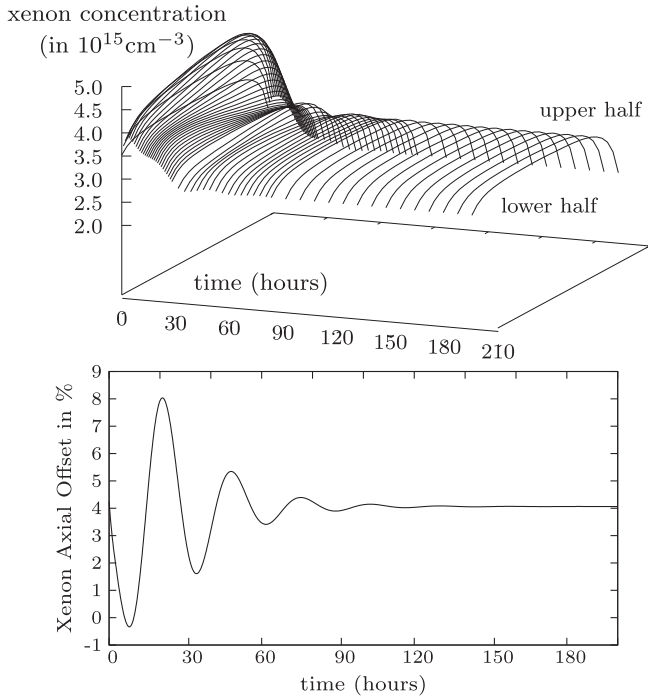 xenon concentration
(in 10¹⁵cm⁻³)
5.0
4.5
4.0
3.5
3.0
2.5
2.0
upper half
lower half
time (hours)
0 30 60 90 120 150 180 210
9
8
7
6
5
4
3
2
1
0
-1
Xenon Axial Offset in %
0 30 60 90 120 150 180
time (hours)